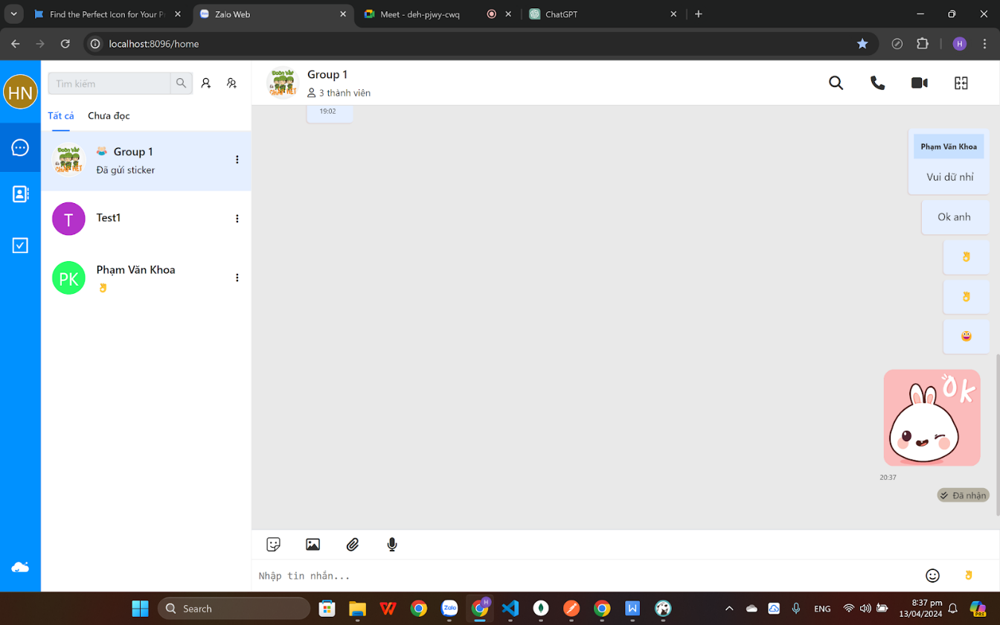 Find the Perfect Icon for Your P
Zalo Web
Meet - deh-pjwy-cwq
ChatGPT
localhost:8096/home
H
HN
Tìm kiếm
Tất cả
Chưa đọc
Group 1
Đã gửi sticker
T
Test1
PK
Phạm Văn Khoa
Group 1
3 thành viên
19:02
Phạm Văn Khoa
Vui dữ nhỉ
Ok anh
Ok
20:37
Đã nhận
Nhập tin nhắn...
Search
Zalo
H
W
ENG
8:37 pm
13/04/2024
PRE